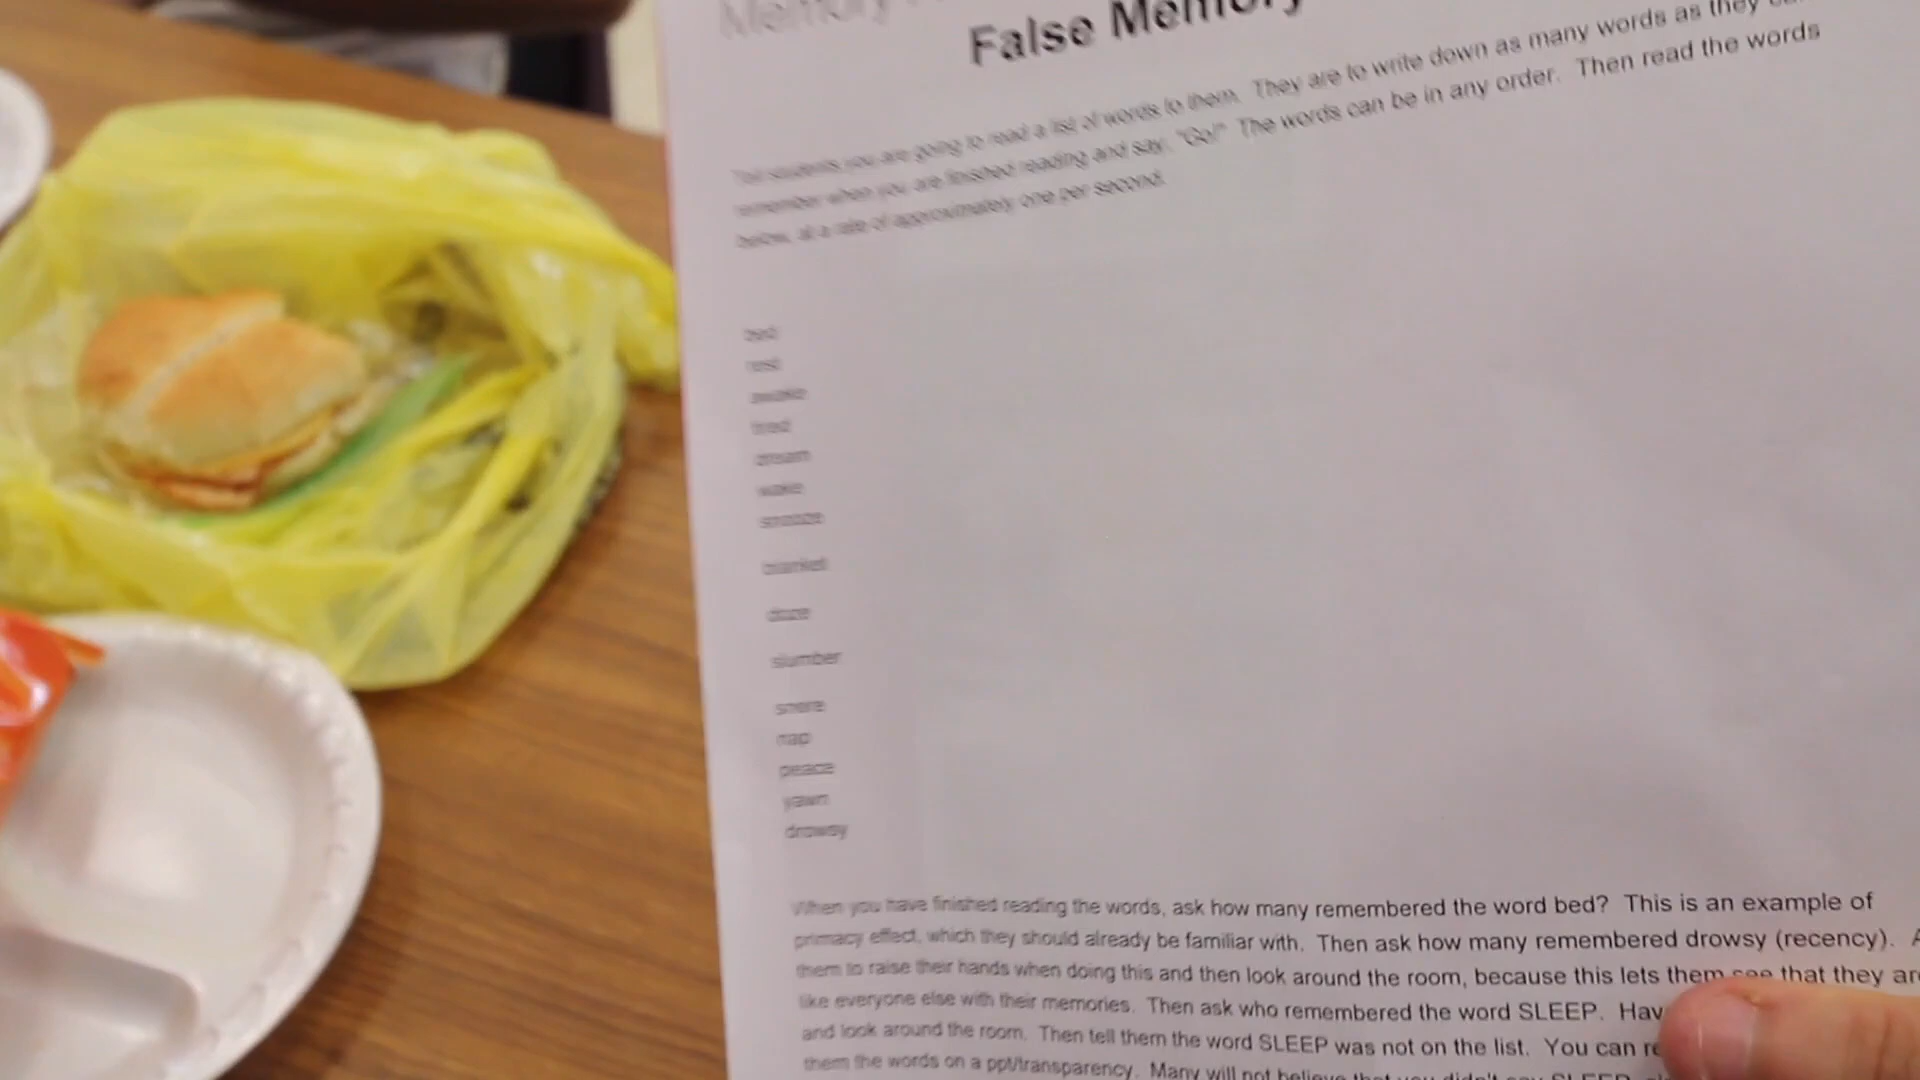 Memory
False Memory
Tell students you are going to read a list of words to them. They are to write down as many words as they
remember when you are finished reading and say, "Go!" The words can be in any order. Then read the words
below, at a rate of approximately one per second.
bed
rest
awake
tired
dream
wake
snooze
blanket
doze
slumber
snore
nap
peace
yawn
drowsy
When you have finished reading the words, ask how many remembered the word bed? This is an example of
primacy effect, which they should already be familiar with. Then ask how many remembered drowsy (recency).
them to raise their hands when doing this and then look around the room, because this lets them see that they are
like everyone else with their memories. Then ask who remembered the word SLEEP.
and look around the room. Then tell them the word SLEEP was not on the list. You can
them the words on a ppt/transparency. Many will not believe that you didn't say SLEEP